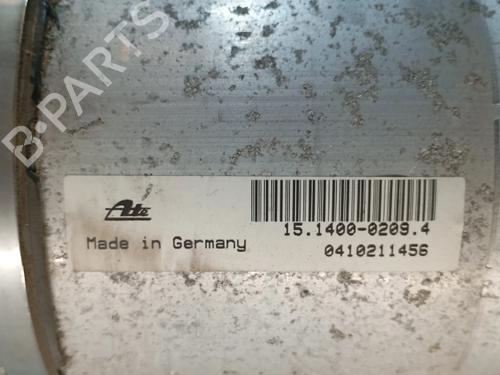 B·PARTS
Ate
15.1400-0209.4
Made in Germany
0410211456